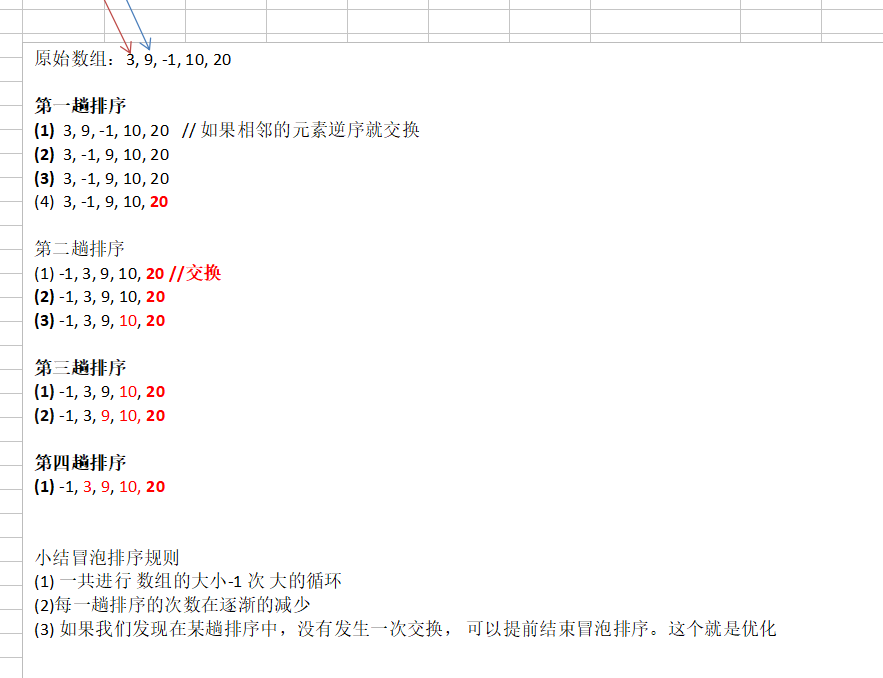 原始数组：3, 9, -1, 10, 20
第一趟排序
(1) 3, 9, -1, 10, 20 // 如果相邻的元素逆序就交换
(2) 3, -1, 9, 10, 20
(3) 3, -1, 9, 10, 20
(4) 3, -1, 9, 10, 20
第二趟排序
(1) -1, 3, 9, 10, 20 //交换
(2) -1, 3, 9, 10, 20
(3) -1, 3, 9, 10, 20
第三趟排序
(1) -1, 3, 9, 10, 20
(2) -1, 3, 9, 10, 20
第四趟排序
(1) -1, 3, 9, 10, 20
小结冒泡排序规则
(1) 一共进行 数组的大小-1 次 大的循环
(2)每一趟排序的次数在逐渐的减少
(3) 如果我们发现在某趟排序中，没有发生一次交换， 可以提前结束冒泡排序。这个就是优化